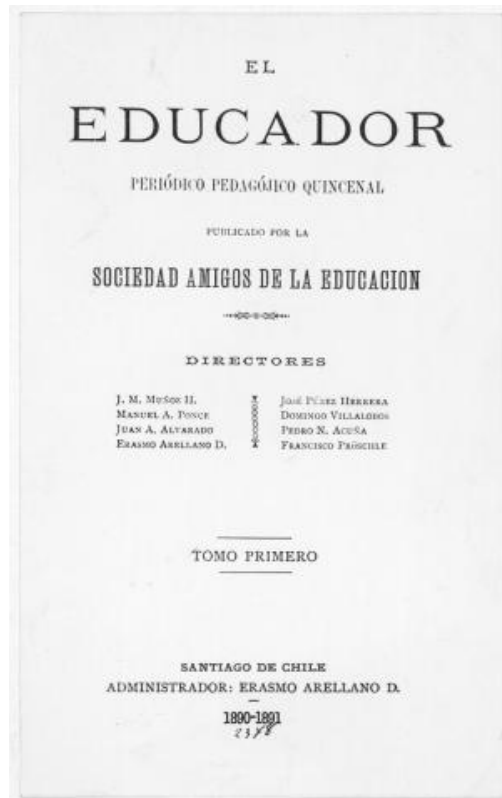 EL
EDUCADOR
PERIÓDICO PEDAGÓJICO QUINCENAL
PUBLICADO POR LA
SOCIEDAD AMIGOS DE LA EDUCACION
DIRECTORES
J. M. MUÑOZ H.
MANUEL A. PONCE
JUAN A. ALVARADO
ERASMO ARELLANO D.
JOSÉ PÉREZ HERRERA
DOMINGO VILLALOBOS
PEDRO N. ACUÑA
FRANCISCO PRÖSCHLE
TOMO PRIMERO
SANTIAGO DE CHILE
ADMINISTRADOR: ERASMO ARELLANO D.
1890-1891